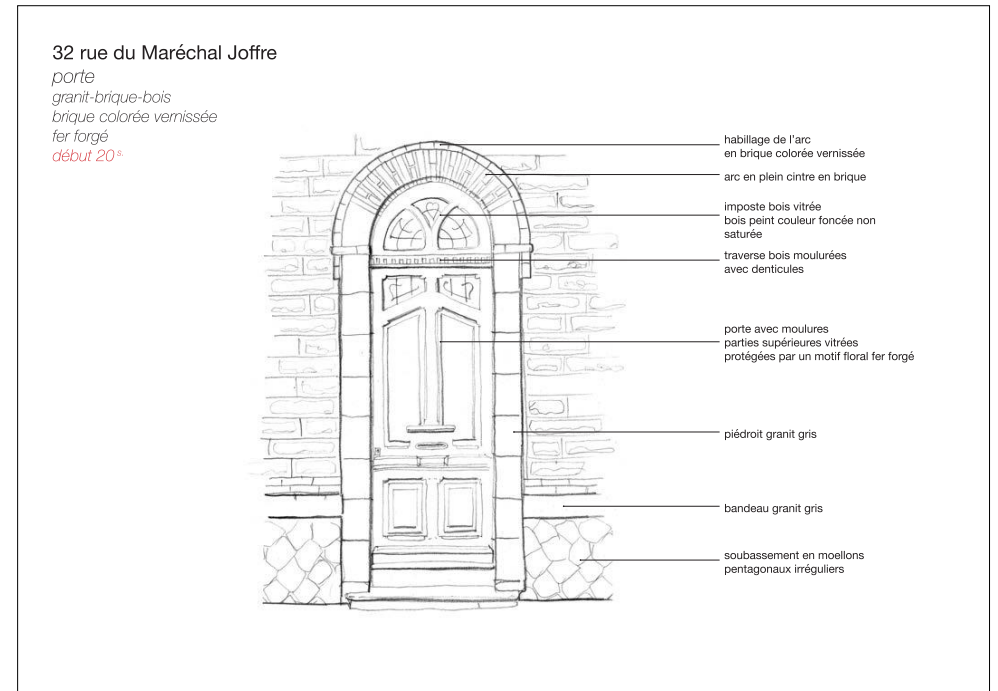 32 rue du Maréchal Joffre
porte
granit-brique-bois
brique colorée vernissée
fer forgé
début 20 s.
habillage de l'arc
en brique colorée vernissée
arc en plein cintre en brique
imposte bois vitrée
bois peint couleur foncée non
saturée
traverse bois moulurées
avec denticules
porte avec moulures
parties supérieures vitrées
protégées par un motif floral fer forgé
piédroit granit gris
bandeau granit gris
soubassement en moellons
pentagonaux irréguliers